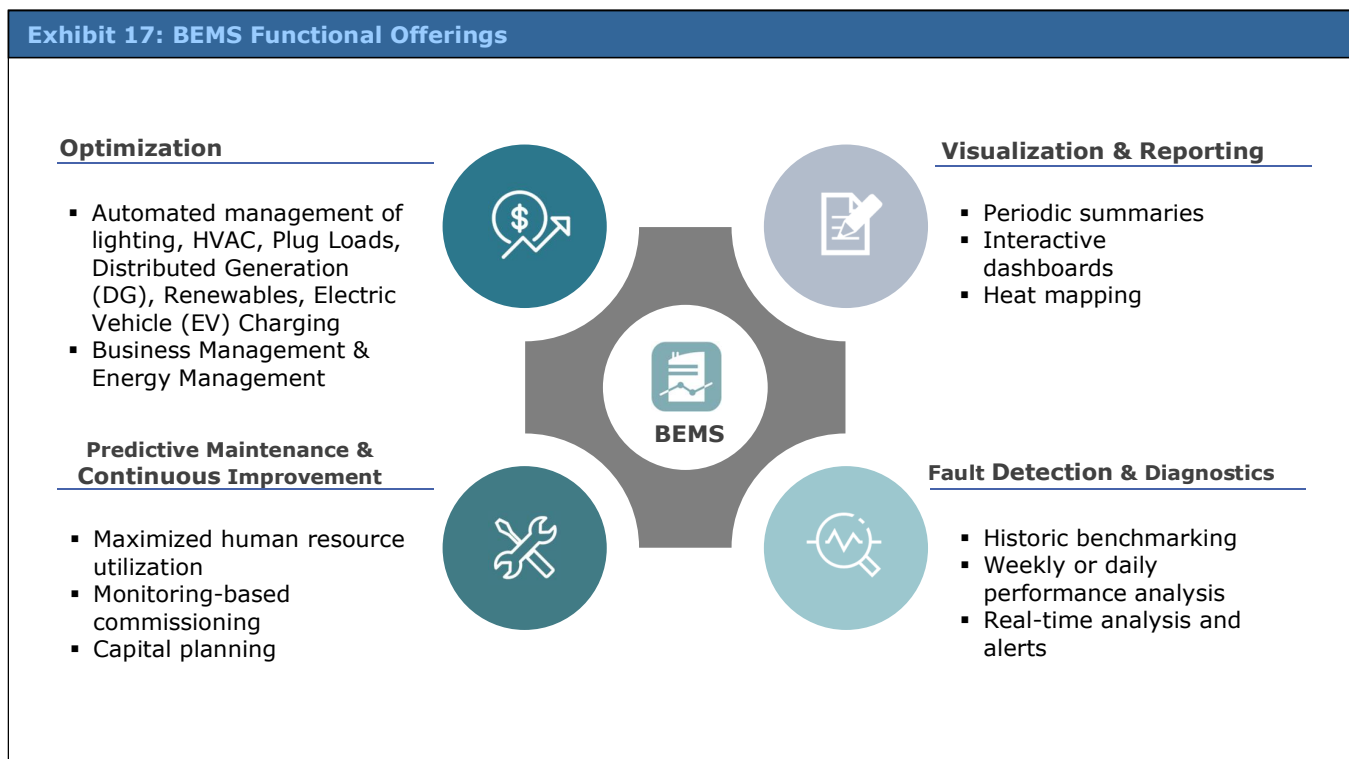 Exhibit 17: BEMS Functional Offerings
Optimization
▪ Automated management of
lighting, HVAC, Plug Loads,
Distributed Generation
(DG), Renewables, Electric
Vehicle (EV) Charging
▪ Business Management &
Energy Management
Visualization & Reporting
▪ Periodic summaries
▪ Interactive
dashboards
▪ Heat mapping
$
BEMS
Predictive Maintenance &
Continuous Improvement
▪ Maximized human resource
utilization
▪ Monitoring-based
commissioning
▪ Capital planning
Fault Detection & Diagnostics
▪ Historic benchmarking
▪ Weekly or daily
performance analysis
▪ Real-time analysis and
alerts